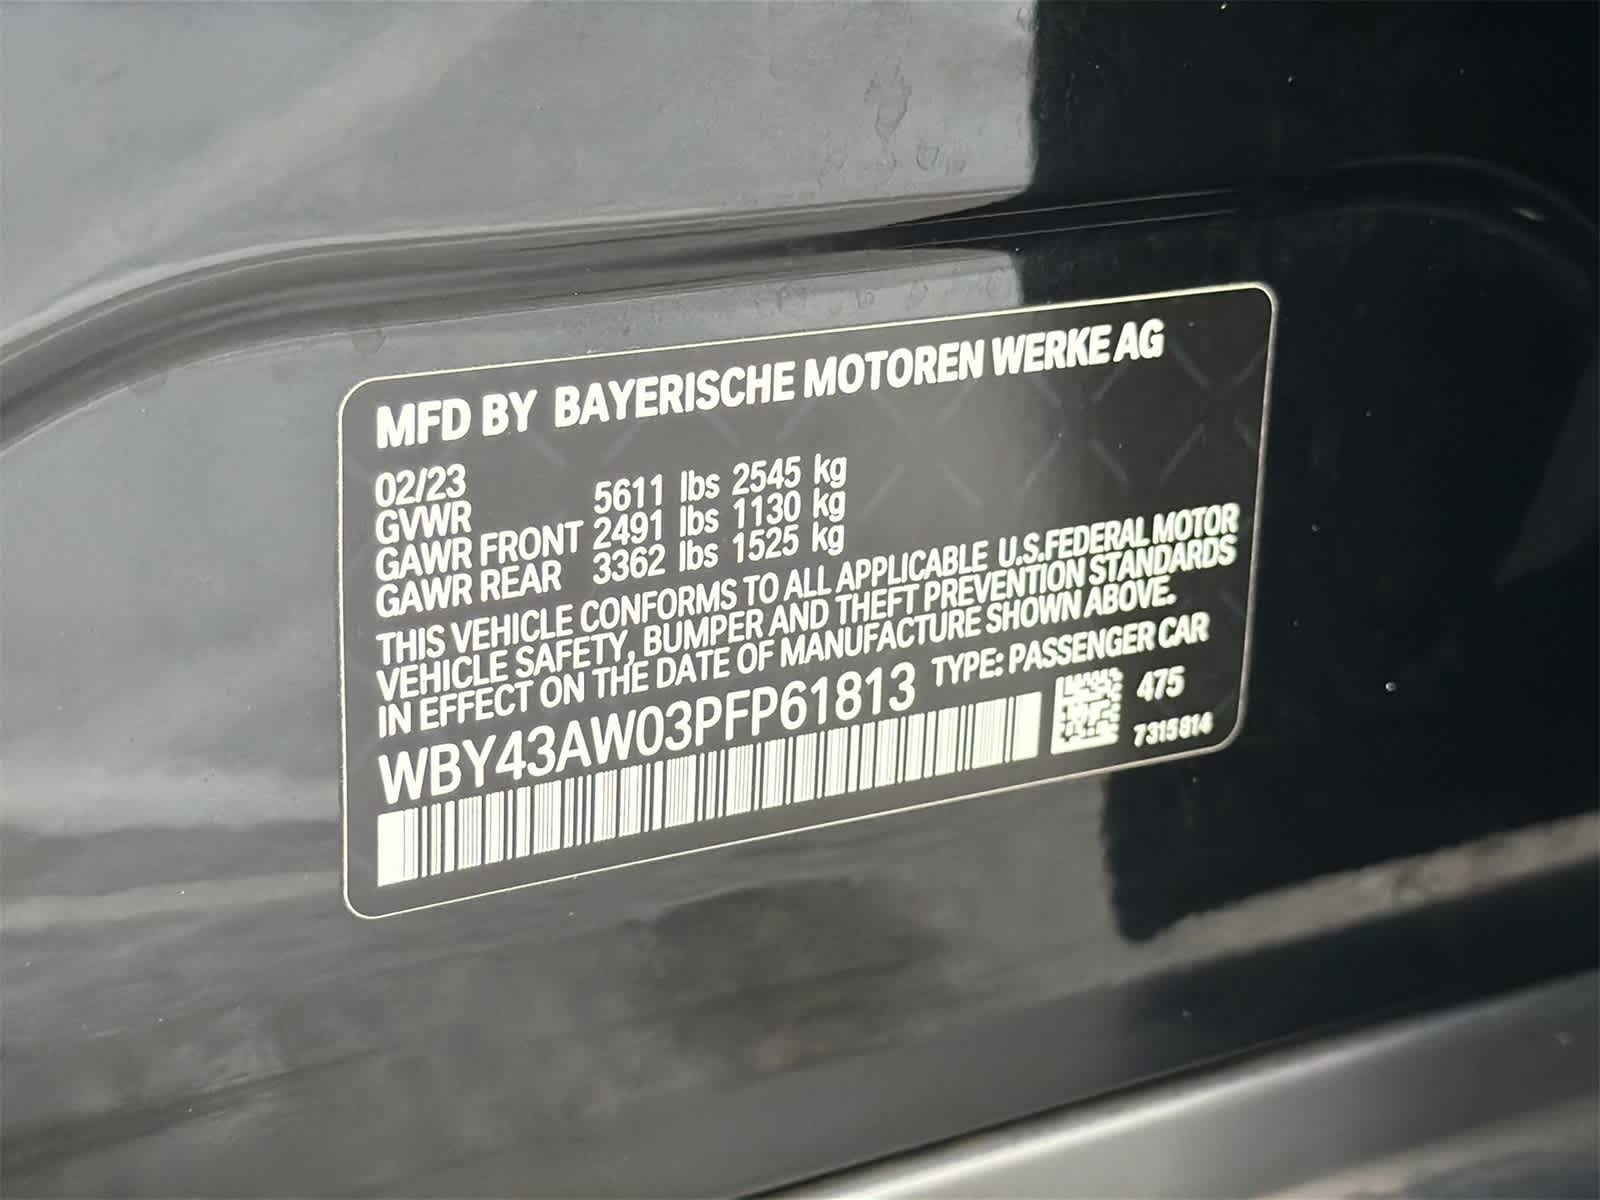 MFD BY BAYERISCHE MOTOREN WERKE AG
02/23
GVWR 5611 lbs 2545 kg
GAWR FRONT 2491 lbs 1130 kg
GAWR REAR 3362 lbs 1525 kg
THIS VEHICLE CONFORMS TO ALL APPLICABLE U.S.FEDERAL MOTOR
VEHICLE SAFETY, BUMPER AND THEFT PREVENTION STANDARDS
IN EFFECT ON THE DATE OF MANUFACTURE SHOWN ABOVE.
WBY43AW03PFP61813 TYPE: PASSENGER CAR
475
7315814